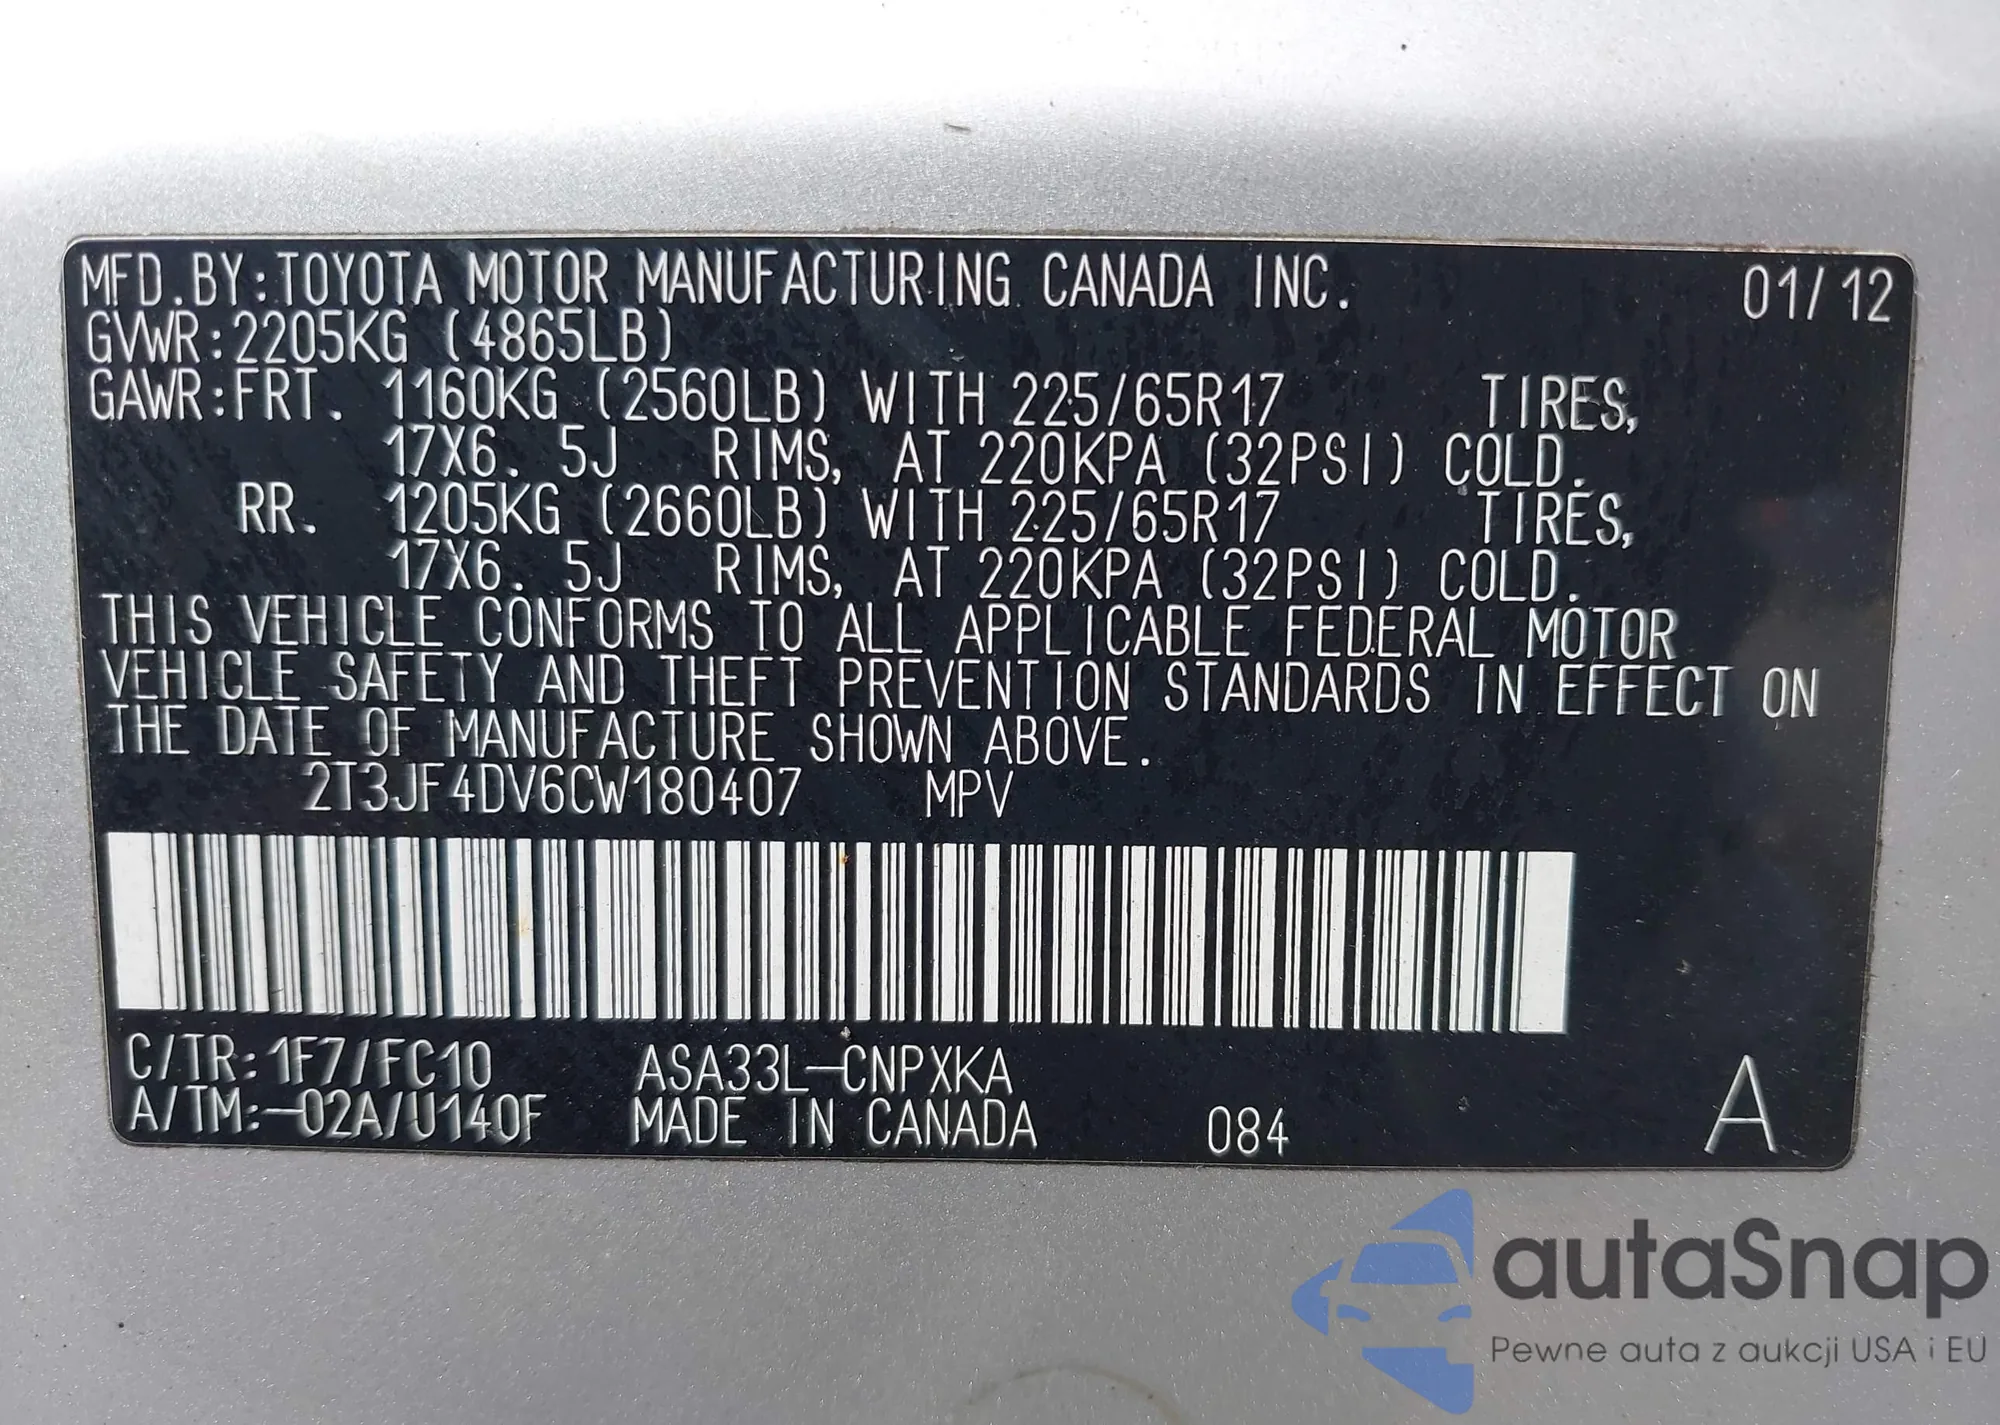 MFD.BY:TOYOTA MOTOR MANUFACTURING CANADA INC. 01/12
GVWR:2205KG (4865LB)
GAWR:FRT. 1160KG (2560LB) WITH 225/65R17 TIRES,
17X6.5J RIMS, AT 220KPA (32PSI) COLD.
RR. 1205KG (2660LB) WITH 225/65R17 TIRES,
17X6.5J RIMS, AT 220KPA (32PSI) COLD.
THIS VEHICLE CONFORMS TO ALL APPLICABLE FEDERAL MOTOR
VEHICLE SAFETY AND THEFT PREVENTION STANDARDS IN EFFECT ON
THE DATE OF MANUFACTURE SHOWN ABOVE.
2T3JF4DV6CW180407 MPV
C/TR:1F7/FC10 ASA33L-CNPXKA
A/TM:-02A/U140F MADE IN CANADA 084 A
autaSnap
Pewne auta z aukcji USA i EU